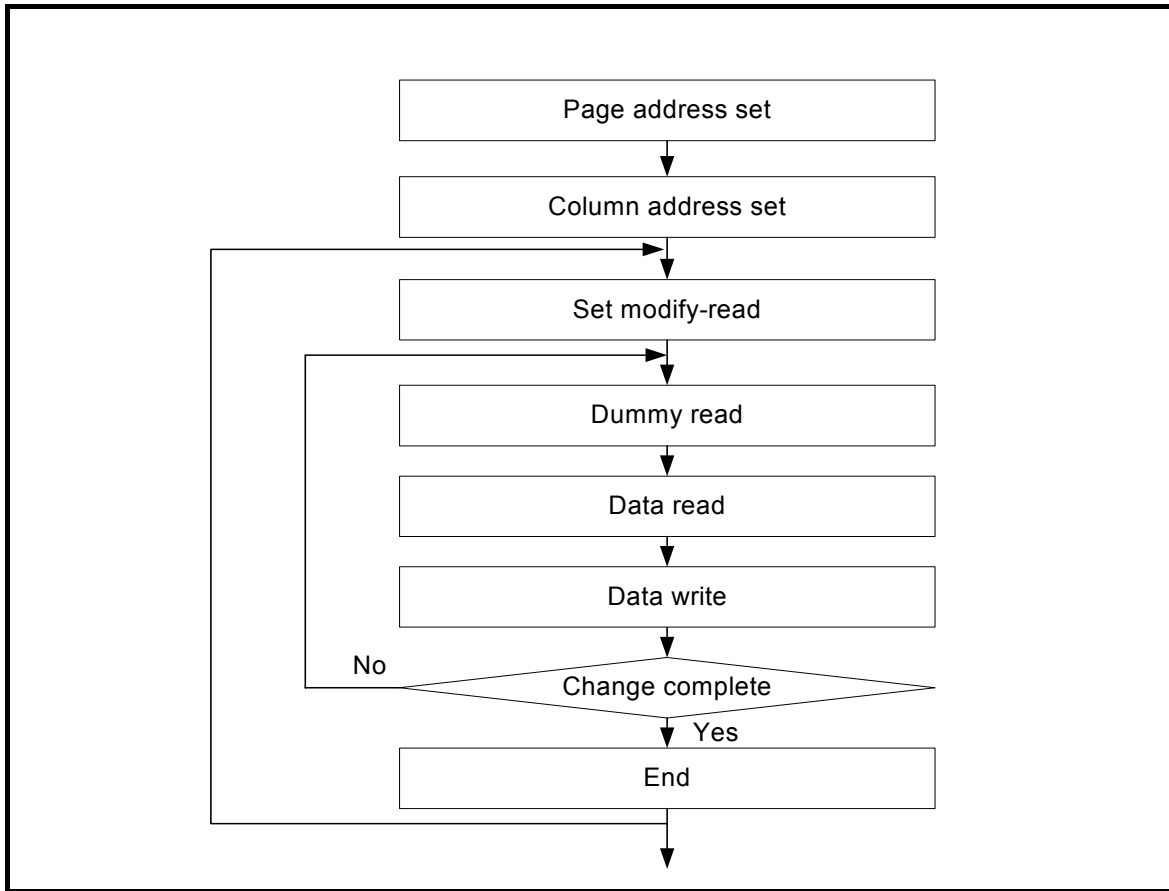 Page address set
Column address set
Set modify-read
Dummy read
Data read
Data write
No
Change complete
Yes
End